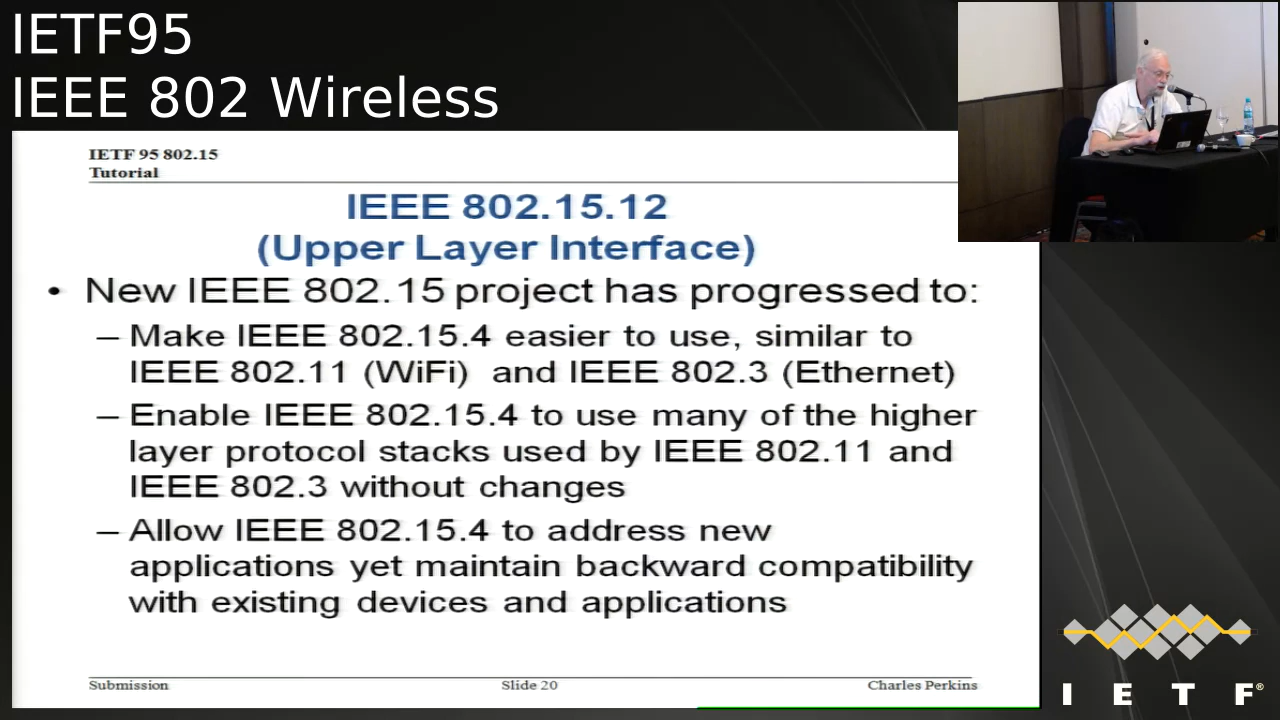 IETF95
IEEE 802 Wireless
IETF 95 802.15
Tutorial
IEEE 802.15.12
(Upper Layer Interface)
• New IEEE 802.15 project has progressed to:
– Make IEEE 802.15.4 easier to use, similar to
IEEE 802.11 (WiFi) and IEEE 802.3 (Ethernet)
– Enable IEEE 802.15.4 to use many of the higher
layer protocol stacks used by IEEE 802.11 and
IEEE 802.3 without changes
– Allow IEEE 802.15.4 to address new
applications yet maintain backward compatibility
with existing devices and applications
Submission Slide 20 Charles Perkins
I E T F®